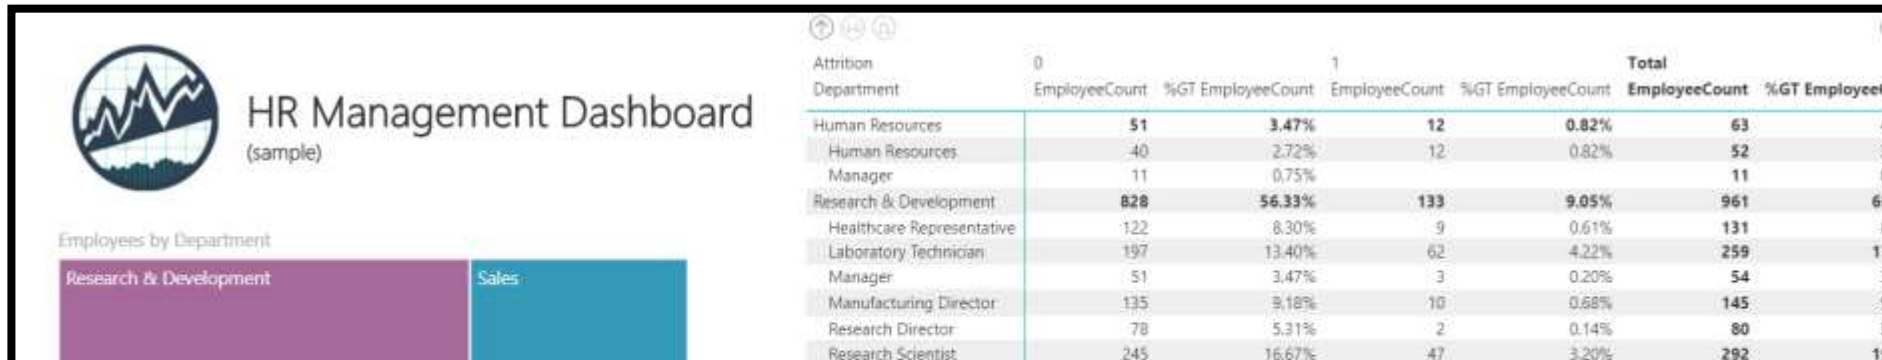 HR Management Dashboard
(sample)
Employees by Department
Research & Development
Sales
Attrition 0 1 Total
Department EmployeeCount %GT EmployeeCount EmployeeCount %GT EmployeeCount EmployeeCount
Human Resources 51 3.47% 12 0.82% 63
Human Resources 40 2.72% 12 0.82% 52
Manager 11 0.75% 11
Research & Development 828 56.33% 133 9.05% 961
Healthcare Representative 122 8.30% 9 0.61% 131
Laboratory Technician 197 13.40% 62 4.22% 259
Manager 51 3.47% 3 0.20% 54
Manufacturing Director 135 9.18% 10 0.68% 145
Research Director 78 5.31% 2 0.14% 80
Research Scientist 245 16.67% 47 3.20% 292